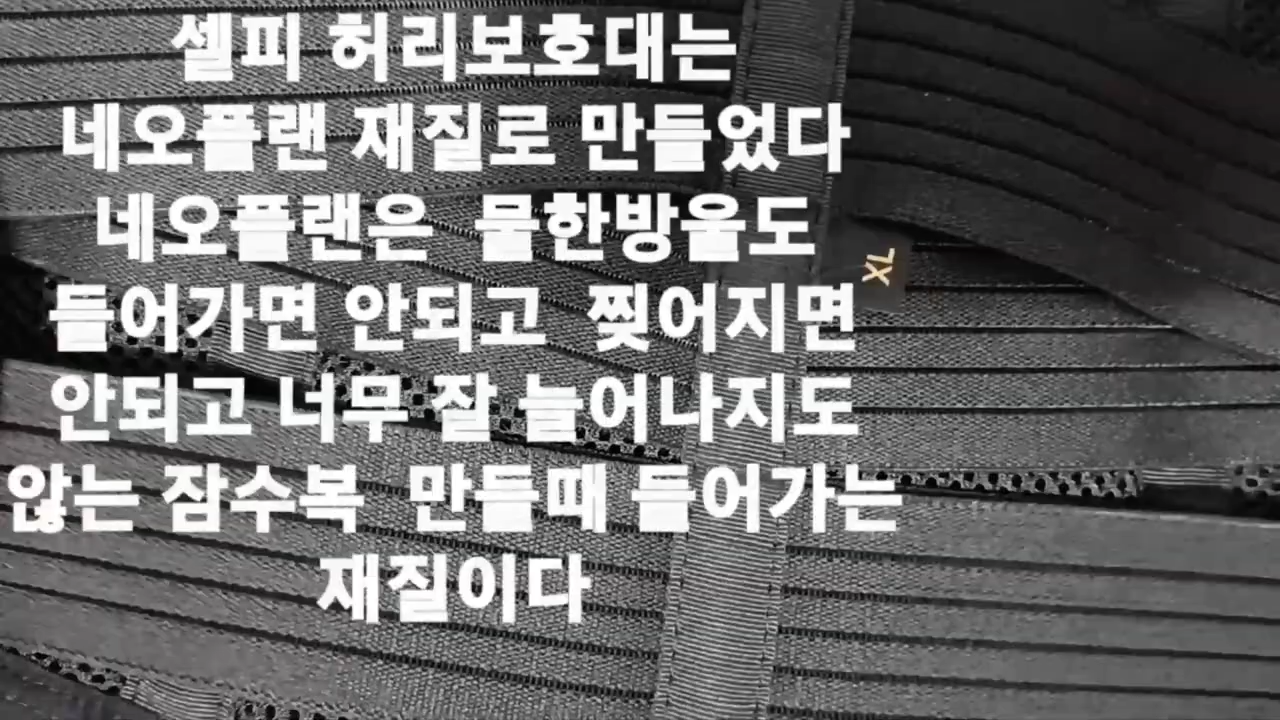 셀피 허리보호대는
네오플랜 재질로 만들었다
네오플랜은 물한방울도
들어가면 안되고 찢어지면
안되고 너무 잘 늘어나지도
않는 잠수복 만들때 들어가는
재질이다
XL